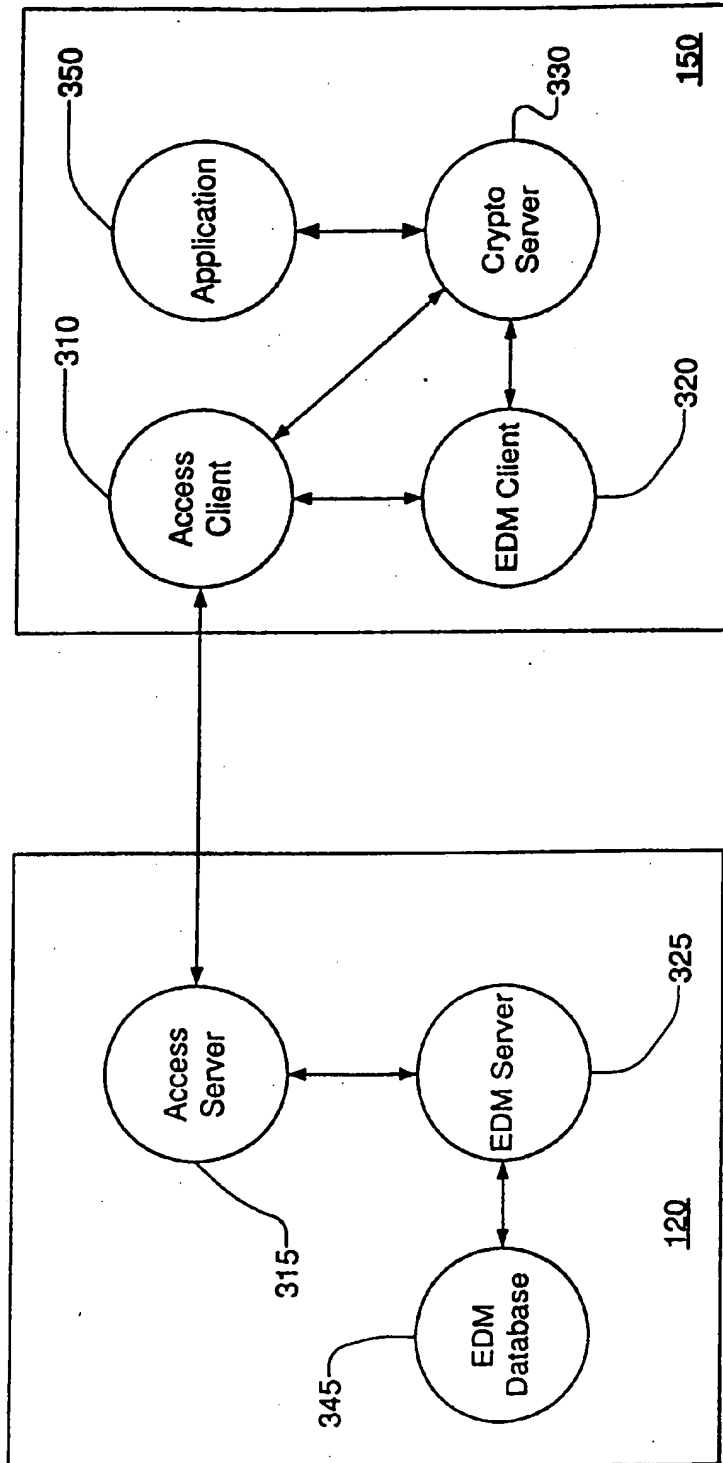 315
Access
Server
310
Access
Client
350
Application
345
EDM
Database
EDM Server
325
EDM Client
320
Crypto
Server
330
120
150